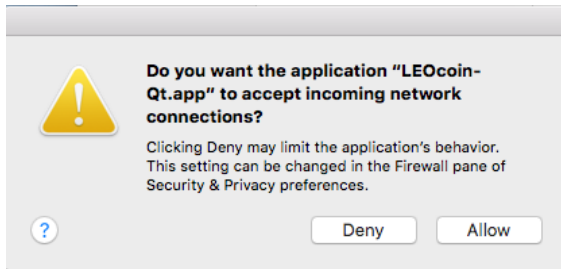 Do you want the application “LEOcoin-
Qt.app” to accept incoming network
connections?
Clicking Deny may limit the application’s behavior.
This setting can be changed in the Firewall pane of
Security & Privacy preferences.
?
Deny
Allow